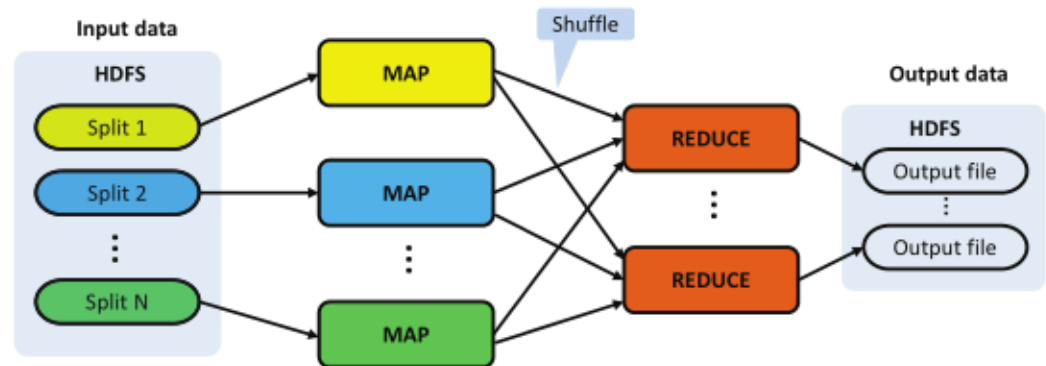 Input data
HDFS
Split 1
Split 2
Split N
MAP
MAP
MAP
Shuffle
REDUCE
REDUCE
Output data
HDFS
Output file
Output file